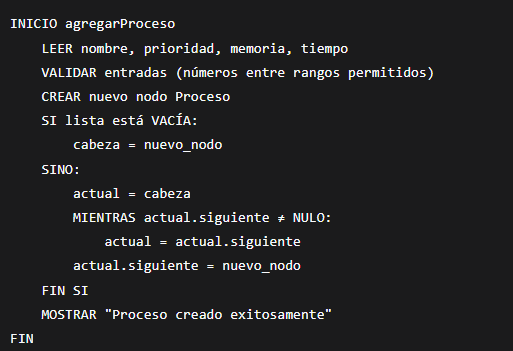 INICIO agregarProceso
    LEER nombre, prioridad, memoria, tiempo
    VALIDAR entradas (números entre rangos permitidos)
    CREAR nuevo nodo Proceso
    SI lista está VACÍA:
        cabeza = nuevo_nodo
    SINO:
        actual = cabeza
        MIENTRAS actual.siguiente ≠ NULO:
            actual = actual.siguiente
        actual.siguiente = nuevo_nodo
    FIN SI
    MOSTRAR "Proceso creado exitosamente"
FIN